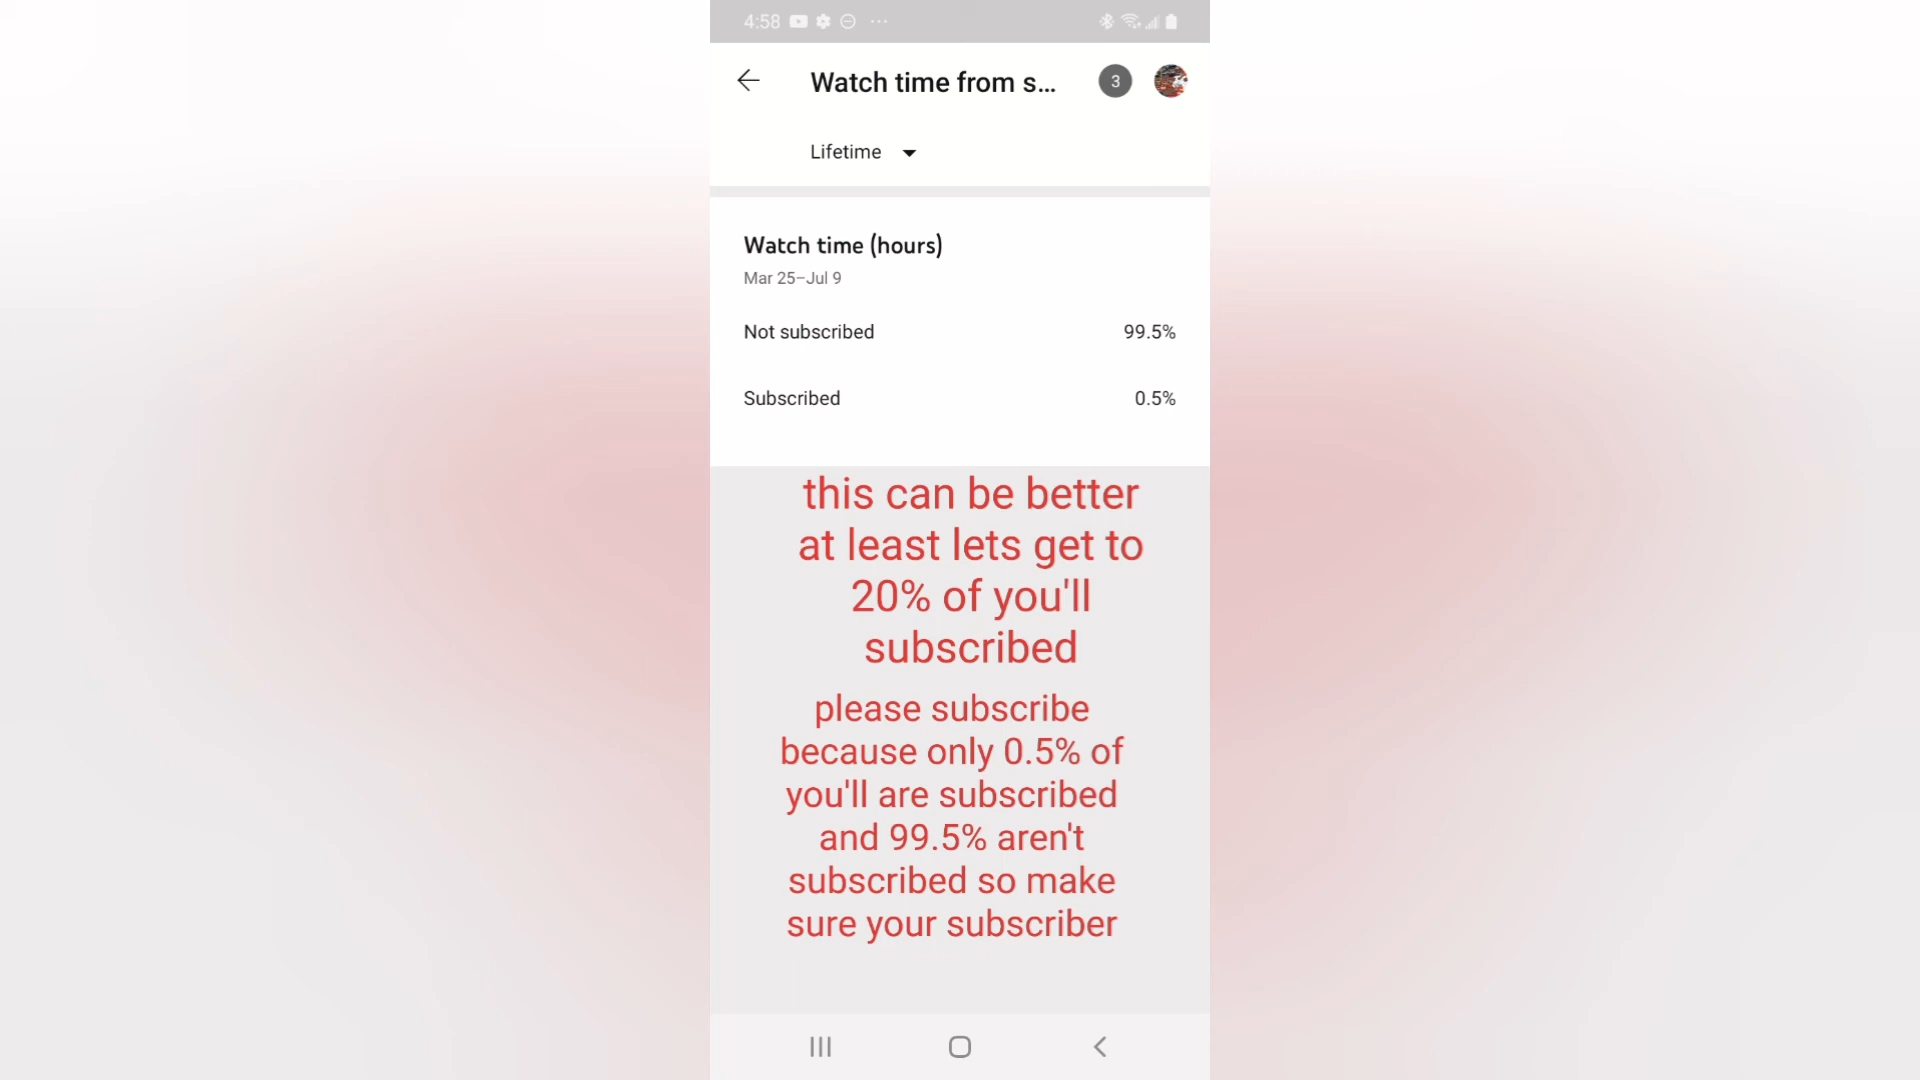 4:58
Watch time from s...
3
Lifetime
Watch time (hours)
Mar 25–Jul 9
Not subscribed 99.5%
Subscribed 0.5%
this can be better
at least lets get to
20% of you'll
subscribed
please subscribe
because only 0.5% of
you'll are subscribed
and 99.5% aren't
subscribed so make
sure your subscriber